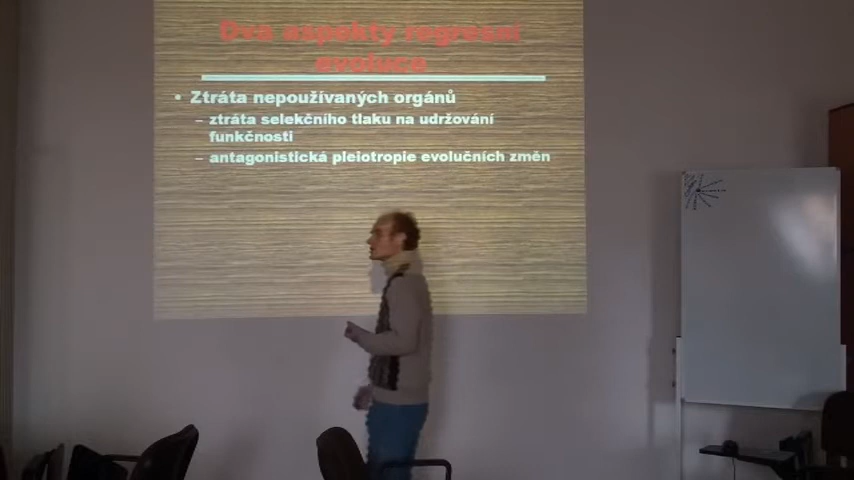 Dva aspekty regresní
evoluce
• Ztráta nepoužívaných orgánů
– ztráta selekčního tlaku na udržování
funkčnosti
– antagonistická pleiotropie evolučních změn